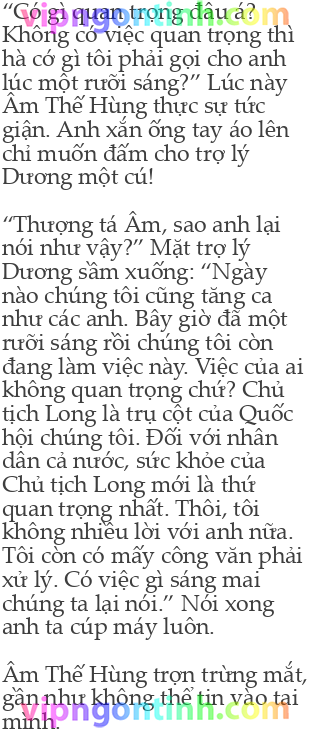 “Có gì quan trọng đâu á?
vipngontinh.com
Không có việc quan trọng thì
hà cớ gì tôi phải gọi cho anh
lúc một rưỡi sáng?” Lúc này
Âm Thế Hùng thực sự tức
giận. Anh xắn ống tay áo lên
chỉ muốn đấm cho trợ lý
Dương một cú!
“Thượng tá Âm, sao anh lại
nói như vậy?” Mặt trợ lý
Dương sầm xuống: “Ngày
nào chúng tôi cũng tăng ca
như các anh. Bây giờ đã một
rưỡi sáng rồi chúng tôi còn
đang làm việc này. Việc của ai
không quan trọng chứ? Chủ
tịch Long là trụ cột của Quốc
hội chúng tôi. Đối với nhân
dân cả nước, sức khỏe của
Chủ tịch Long mới là thứ
quan trọng nhất. Thôi, tôi
không nhiều lời với anh nữa.
Tôi còn có mấy công văn phải
xử lý. Có việc gì sáng mai
chúng ta lại nói.” Nói xong
anh ta cúp máy luôn.
Âm Thế Hùng trợn trừng mắt,
gần như không thể tin vào tai
vipngontinh.com
mình.